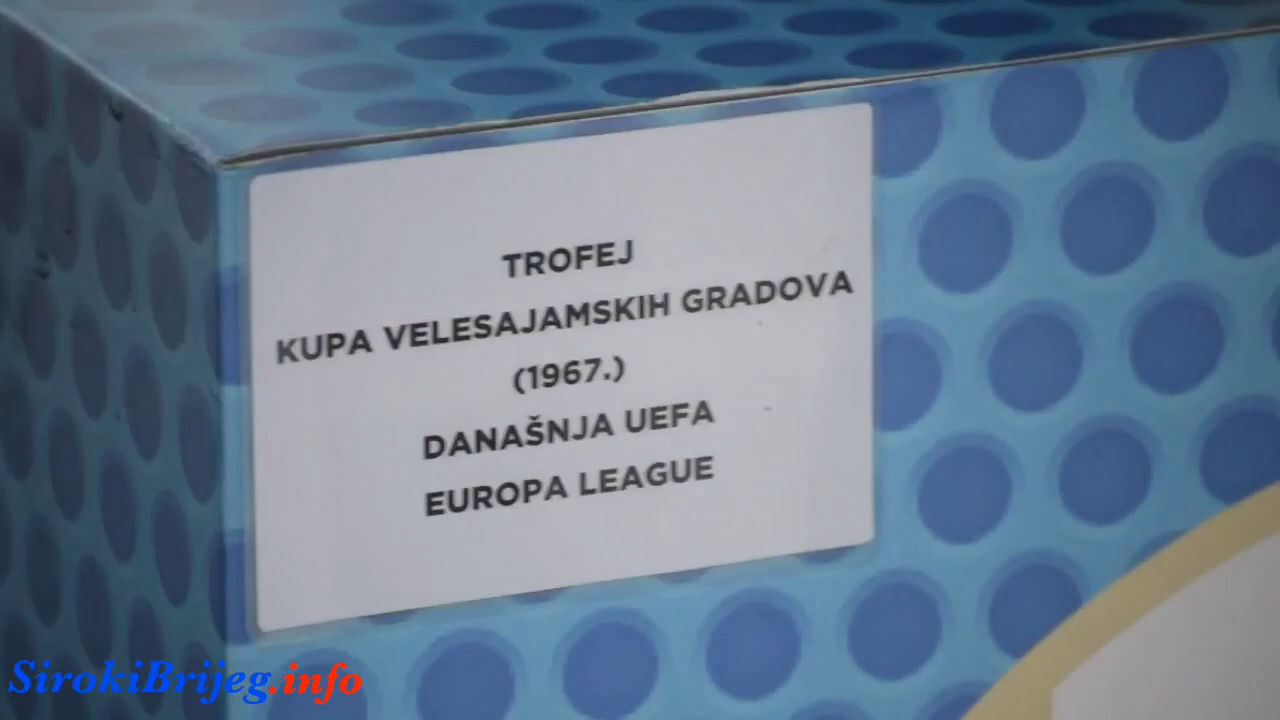 TROFEJ
KUPA VELESAJAMSKIH GRADOVA
(1967.)
DANAŠNJA UEFA
EUROPA LEAGUE
SirokiBrijeg.info